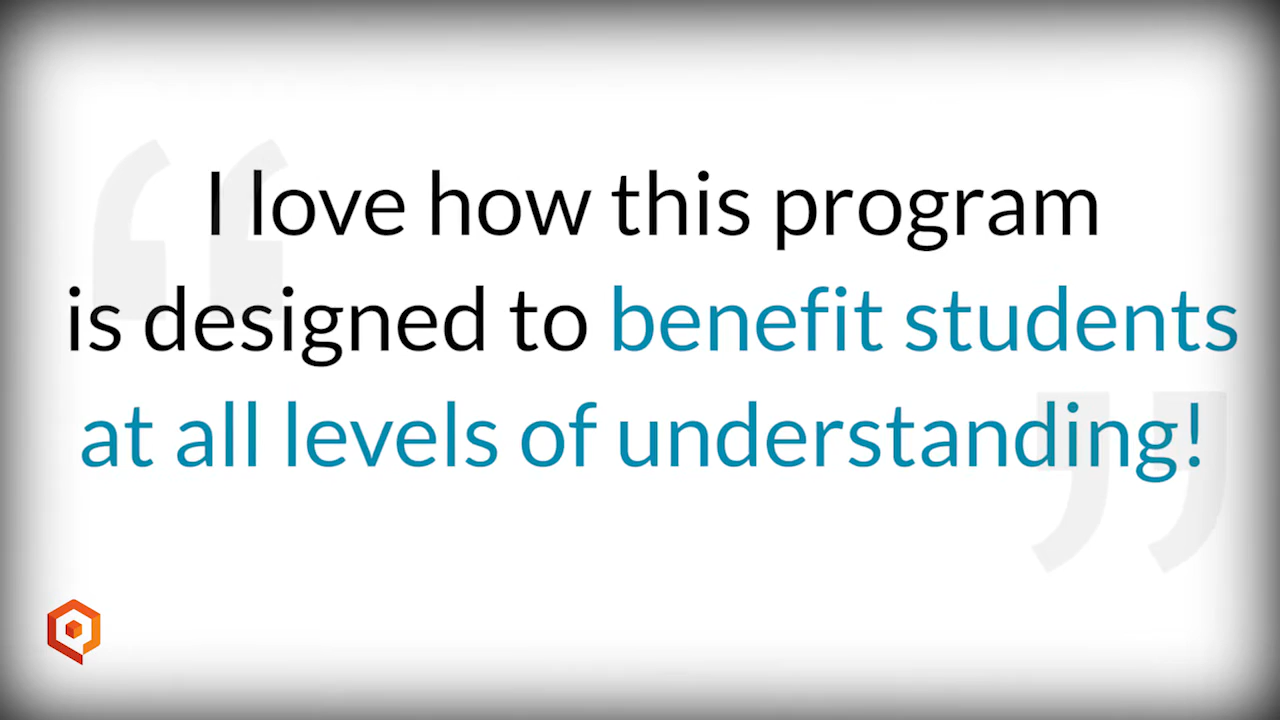 I love how this program
is designed to benefit students
at all levels of understanding!